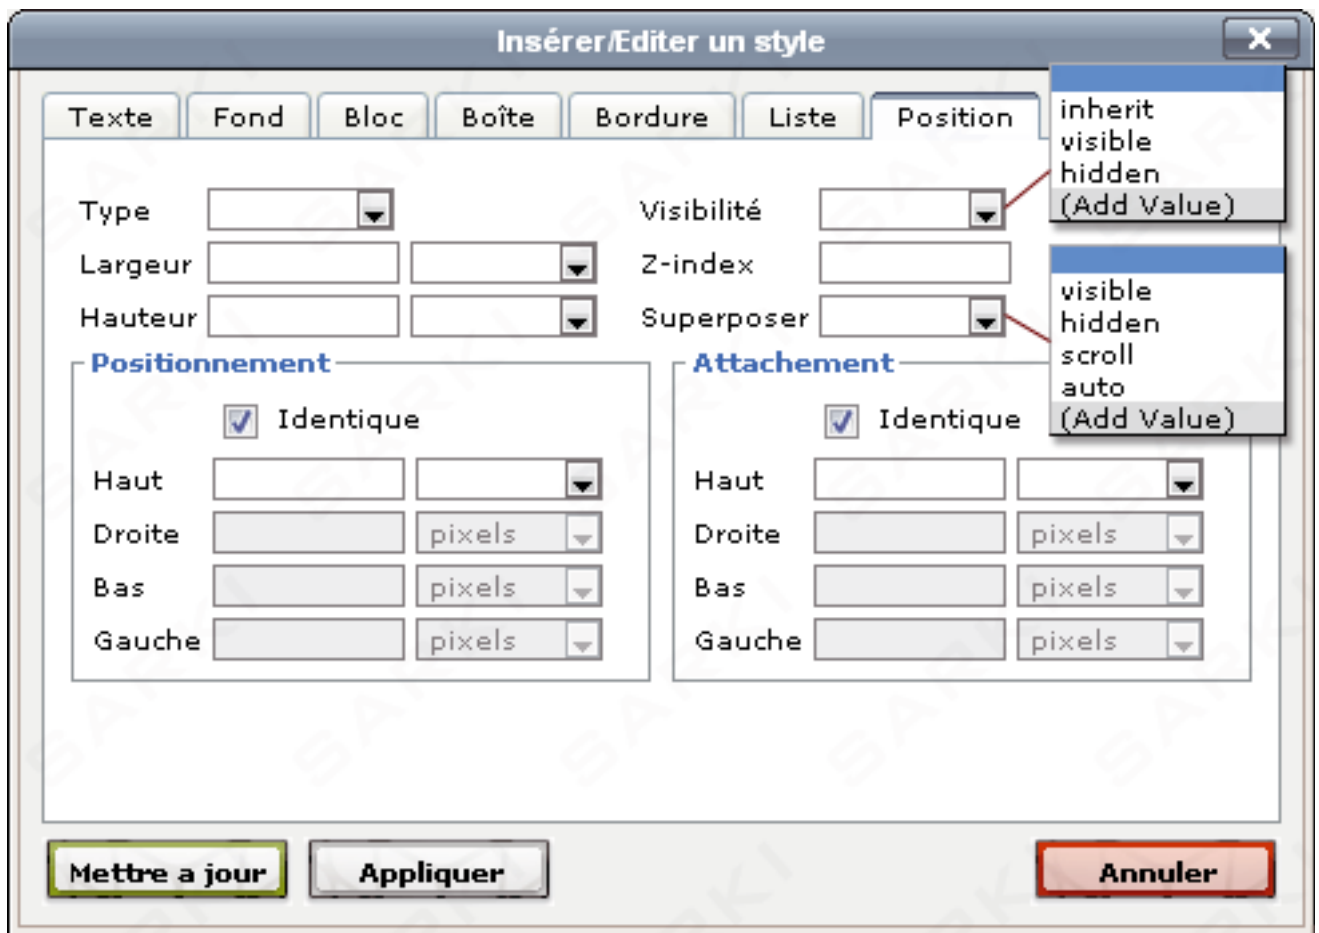 Insérer/Editer un style
Texte Fond Bloc Boîte Bordure Liste Position
inherit
visible
hidden
(Add Value)
Type Visibilité
Largeur Z-index
Hauteur Superposer
visible
hidden
scroll
auto
(Add Value)
Positionnement Attachement
Identique Identique
Haut Haut
Droite pixels Droite pixels
Bas pixels Bas pixels
Gauche pixels Gauche pixels
Mettre a jour Appliquer Annuler
SARKI